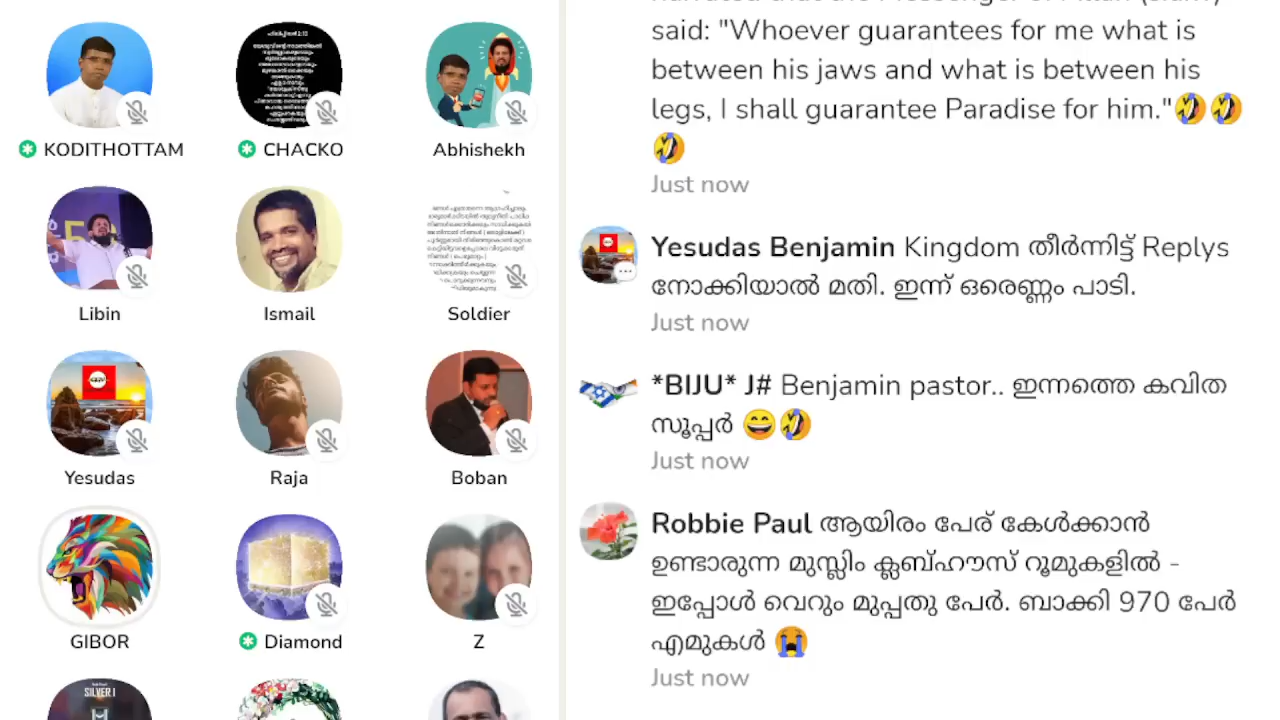 KODITHOTTAM
CHACKO
Abhishekh
Libin
Ismail
Soldier
Yesudas
Raja
Boban
GIBOR
Diamond
Z
SILVER I
said: "Whoever guarantees for me what is
between his jaws and what is between his
legs, I shall guarantee Paradise for him."🤣🤣
🤣
Just now
Yesudas Benjamin Kingdom തീർന്നിട്ട് Replys
നോക്കിയാൽ മതി. ഇന്ന് ഒരെണ്ണം പാടി.
Just now
*BIJU* J# Benjamin pastor.. ഇന്നത്തെ കവിത
സൂപ്പർ 😄🤣
Just now
Robbie Paul ആയിരം പേര് കേൾക്കാൻ
ഉണ്ടാരുന്ന മുസ്ലിം ക്ലബ്ഹൗസ് റൂമുകളിൽ -
ഇപ്പോൾ വെറും മുപ്പതു പേർ. ബാക്കി 970 പേർ
എമുകൾ 😭
Just now